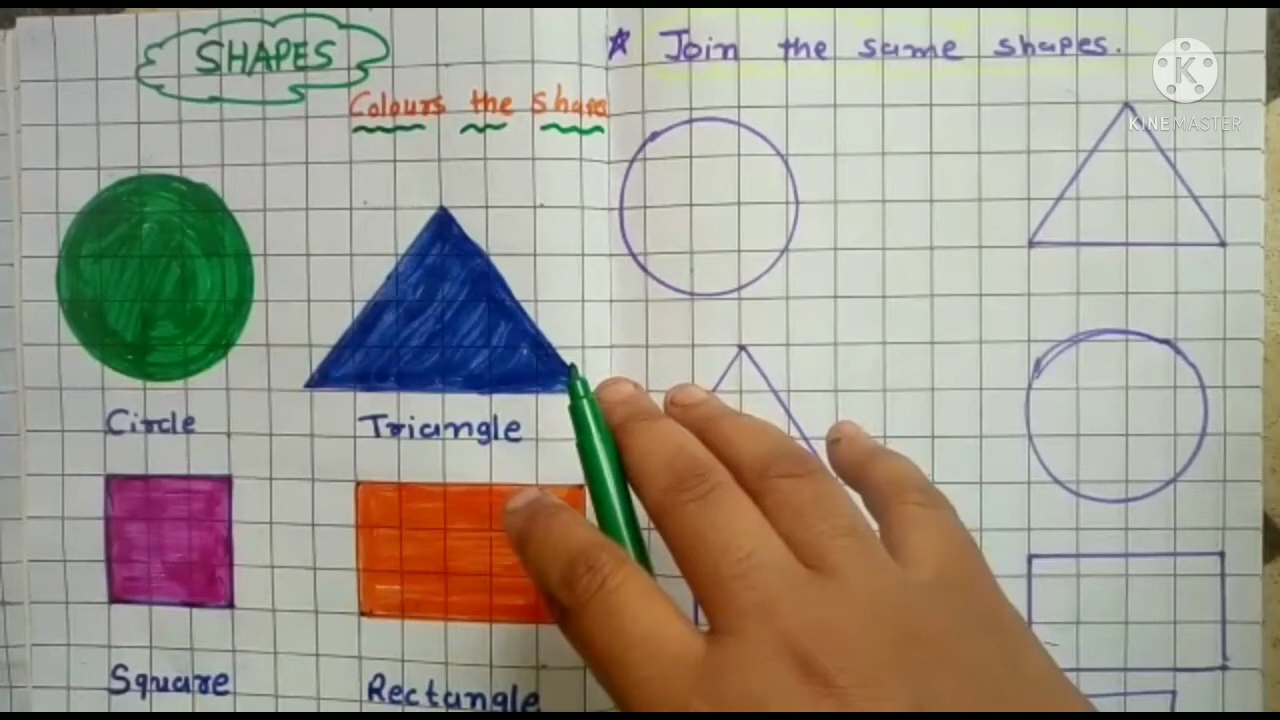 SHAPES
Colours the Shape
Circle
Triangle
Square
Rectangle
★ Join the same shapes.
K
KINEMASTER